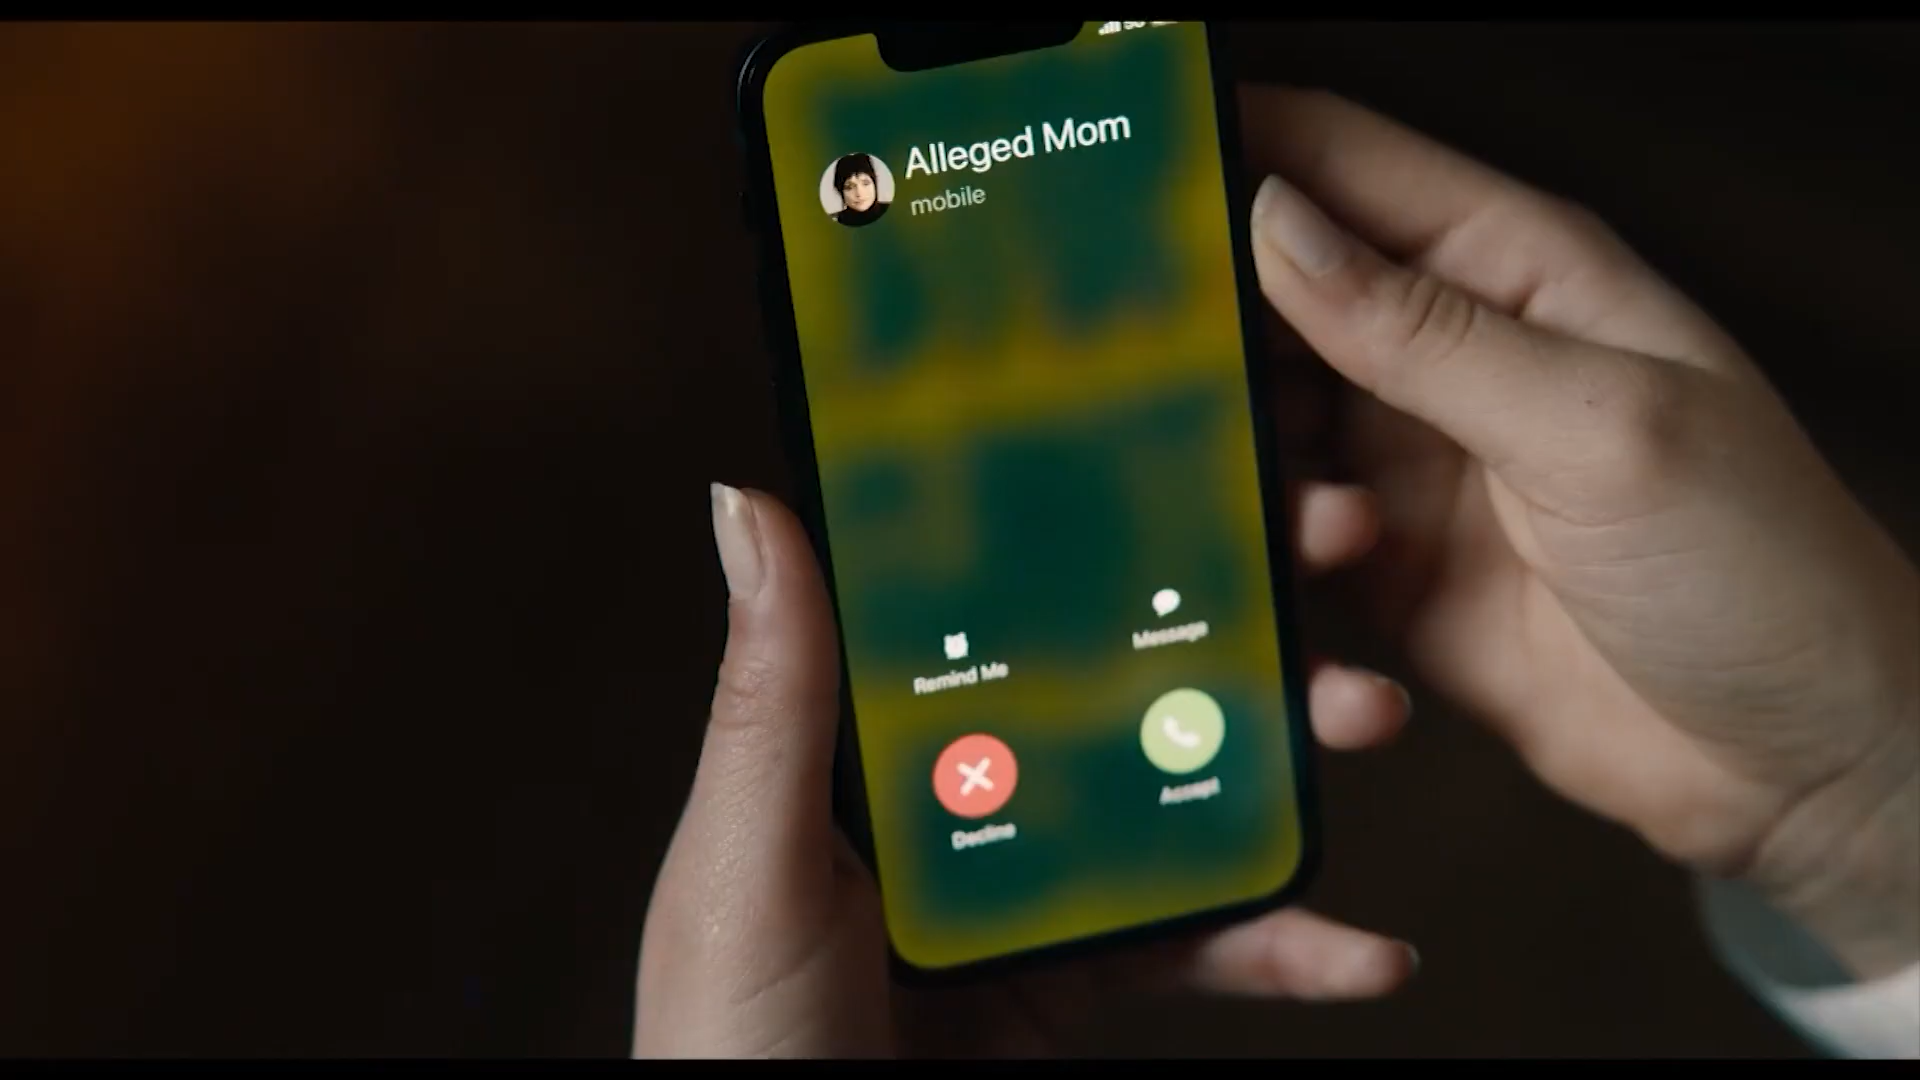 Alleged Mom
mobile
Message
Remind Me
Accept
Decline